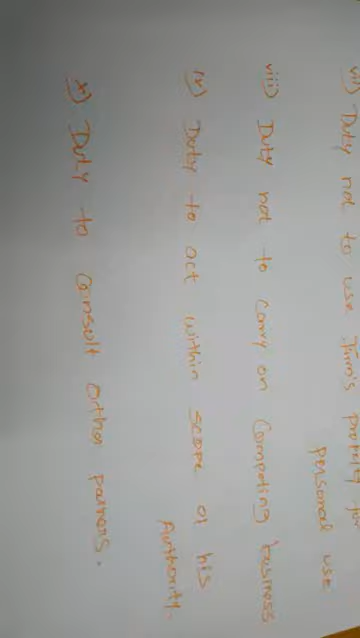 vii) Duty not to use Firm's for
personal use
viii) Duty not to carry on Competing business
ix) Duty to act within scope of his
Authority.
x) Duty to Consult other partners.